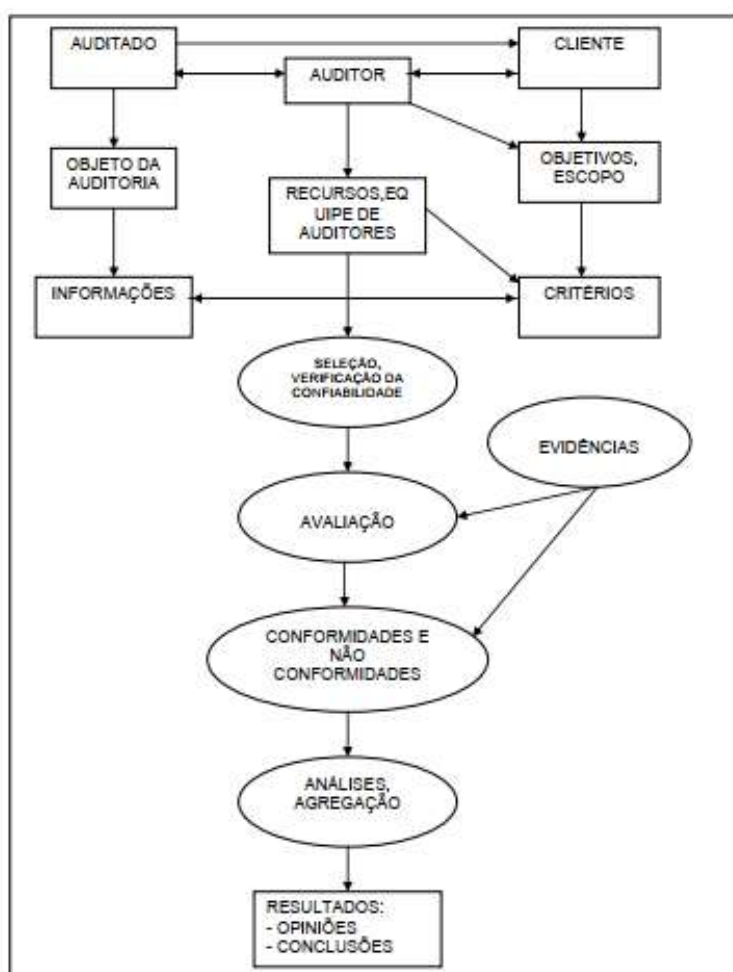 AUDITADO
CLIENTE
AUDITOR
OBJETO DA
AUDITORIA
OBJETIVOS,
ESCOPO
RECURSOS,EQ
UIPE DE
AUDITORES
INFORMAÇÕES
CRITÉRIOS
SELEÇÃO,
VERIFICAÇÃO DA
CONFIABILIDADE
EVIDÊNCIAS
AVALIAÇÃO
CONFORMIDADES E
NÃO
CONFORMIDADES
ANÁLISES,
AGREGAÇÃO
RESULTADOS:
- OPINIÕES
- CONCLUSÕES